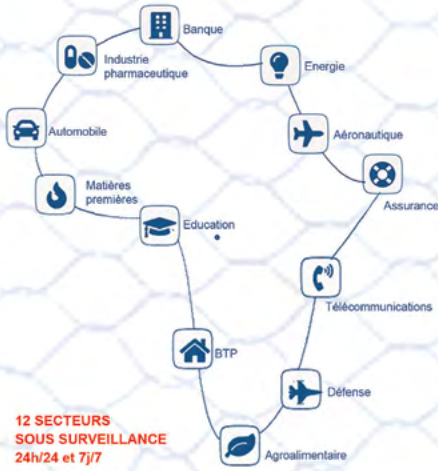 Banque
Industrie
pharmaceutique
Energie
Automobile
Aéronautique
Matières
premières
Assurance
Education
Télécommunications
BTP
Défense
12 SECTEURS
SOUS SURVEILLANCE
24h/24 et 7j/7
Agroalimentaire